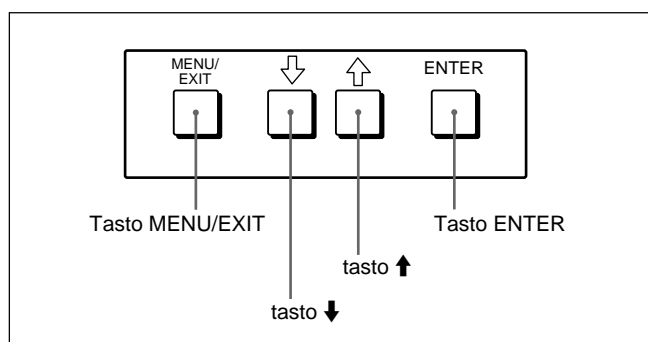 MENU/
EXIT
⇩ ⇧ ENTER
Tasto MENU/EXIT
Tasto ENTER
tasto ⬆
tasto ⬇